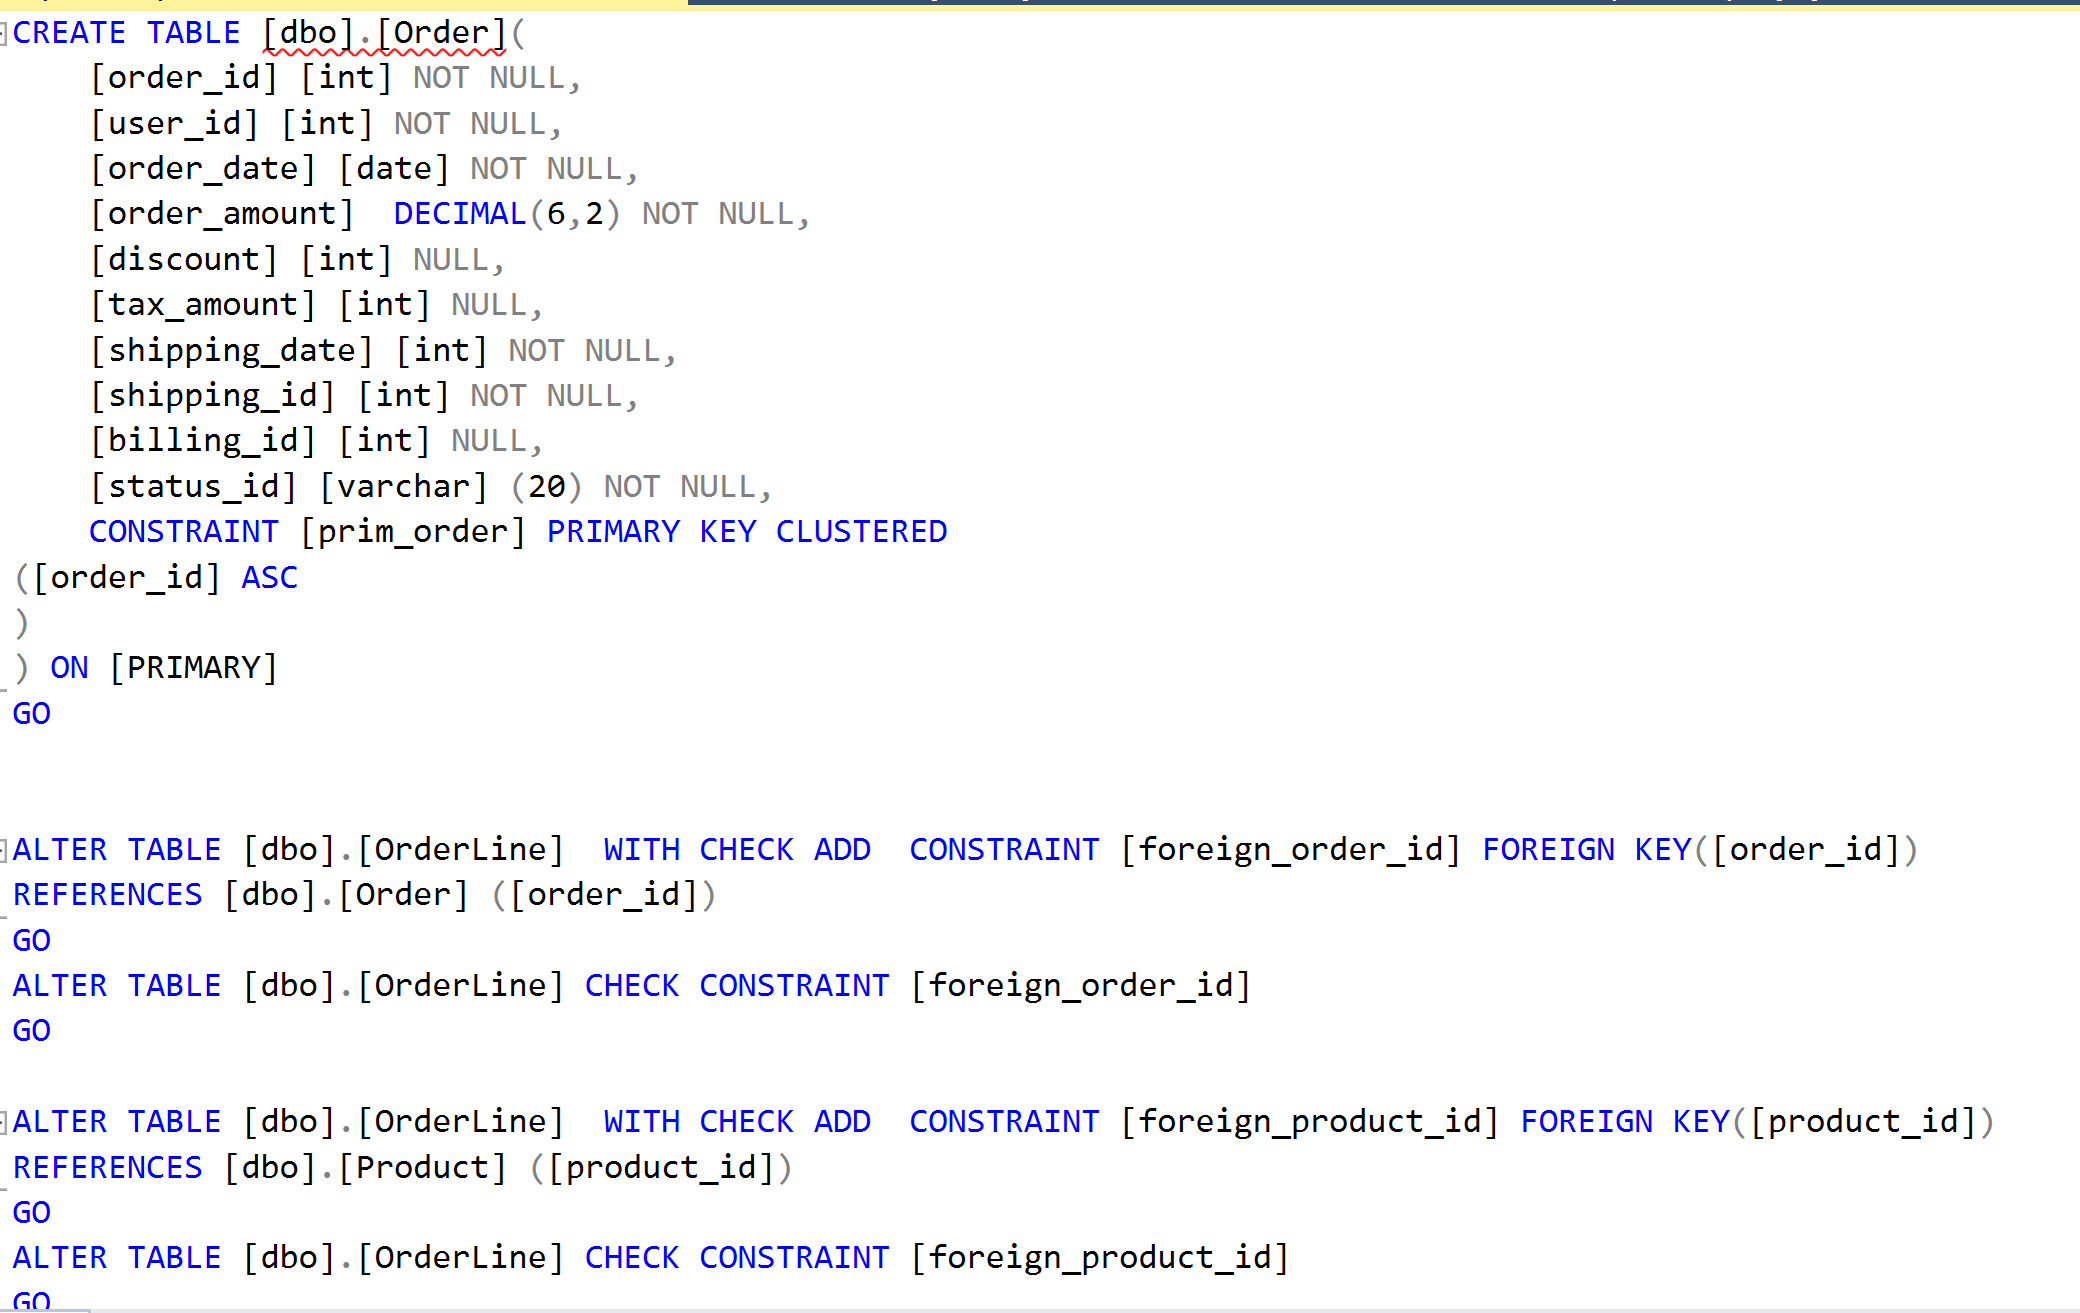 CREATE TABLE [dbo].[Order](
[order_id] [int] NOT NULL,
[user_id] [int] NOT NULL,
[order_date] [date] NOT NULL,
[order_amount]  DECIMAL(6,2) NOT NULL,
[discount] [int] NULL,
[tax_amount] [int] NULL,
[shipping_date] [int] NOT NULL,
[shipping_id] [int] NOT NULL,
[billing_id] [int] NULL,
[status_id] [varchar] (20) NOT NULL,
CONSTRAINT [prim_order] PRIMARY KEY CLUSTERED
([order_id] ASC
)
) ON [PRIMARY]
GO
ALTER TABLE [dbo].[OrderLine]  WITH CHECK ADD  CONSTRAINT [foreign_order_id] FOREIGN KEY([order_id])
REFERENCES [dbo].[Order] ([order_id])
GO
ALTER TABLE [dbo].[OrderLine] CHECK CONSTRAINT [foreign_order_id]
GO
ALTER TABLE [dbo].[OrderLine]  WITH CHECK ADD  CONSTRAINT [foreign_product_id] FOREIGN KEY([product_id])
REFERENCES [dbo].[Product] ([product_id])
GO
ALTER TABLE [dbo].[OrderLine] CHECK CONSTRAINT [foreign_product_id]
GO